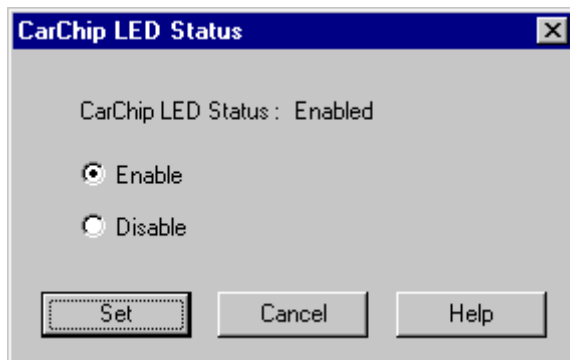 CarChip LED Status
CarChip LED Status : Enabled
Enable
Disable
Set Cancel Help